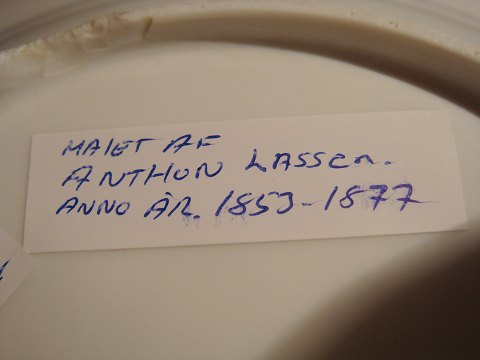 MALET AF
ANTHON LASSEN.
ANNO ÅR. 1853-1877